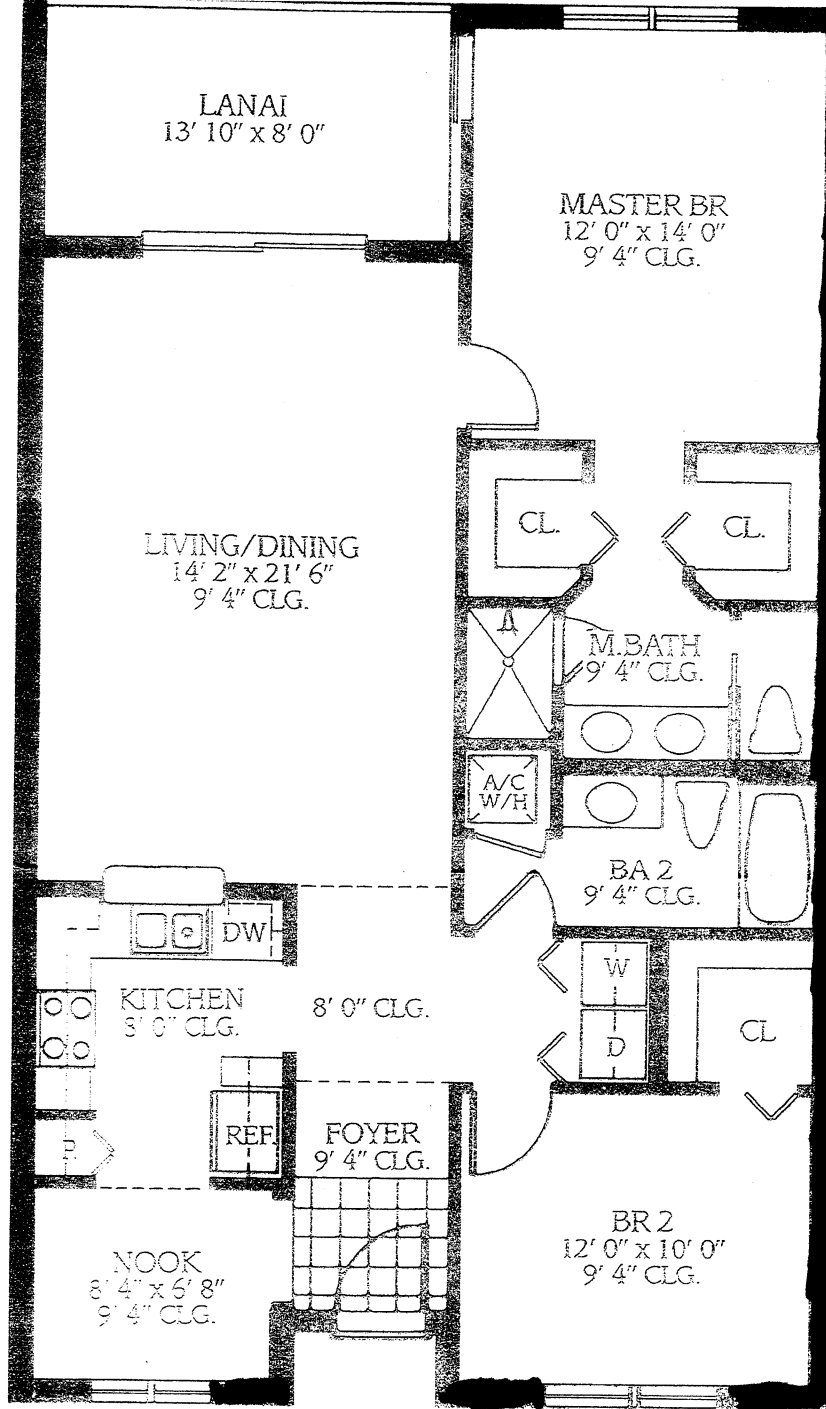 LANAI
13' 10" x 8' 0"
MASTER BR
12' 0" x 14' 0"
9' 4" CLG.
CL.
CL.
LIVING/DINING
14' 2" x 21' 6"
9' 4" CLG.
M.BATH
9' 4" CLG.
A/C
W/H
BA 2
9' 4" CLG.
DW
W
KITCHEN
8' 0" CLG.
8' 0" CLG.
D
CL
P.
REF.
FOYER
9' 4" CLG.
BR 2
12' 0" x 10' 0"
9' 4" CLG.
NOOK
8' 4" x 6' 8"
9' 4" CLG.